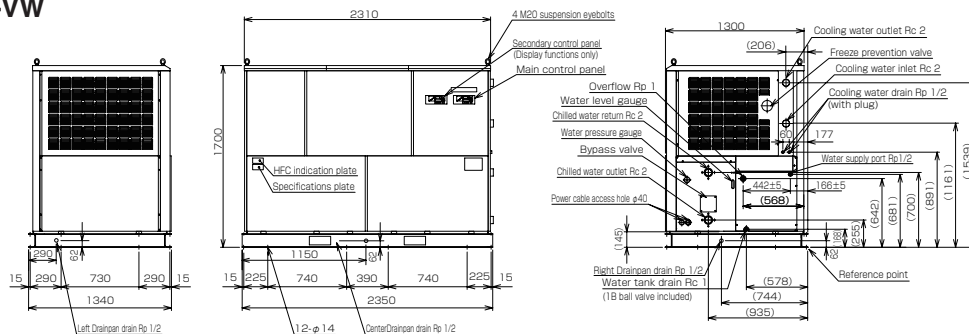 -VW
2310
4 M20 suspension eyebolts
Secondary control panel
(Display functions only)
Main control panel
1700
HFC indication plate
Specifications plate
290
62
15
290
730
290
15
1340
Left Drainpan drain Rp 1/2
1150
62
15
225
740
390
740
225
15
2350
12-φ14
CenterDrainpan drain Rp 1/2
1300
(206)
Cooling water outlet Rc 2
Freeze prevention valve
Cooling water inlet Rc 2
Cooling water drain Rp 1/2
(with plug)
Overflow Rp 1
Water level gauge
Chilled water return Rc 2
Water pressure gauge
Bypass valve
Chilled water outlet Rc 2
Power cable access hole φ40
60
177
Water supply port Rp1/2
442±5
166±5
(568)
(145)
168
62
(255)
(642)
(681)
(700)
(891)
(1161)
(1539)
Right Drainpan drain Rp 1/2
Water tank drain Rc 1
(1B ball valve included)
Reference point
(578)
(744)
(935)